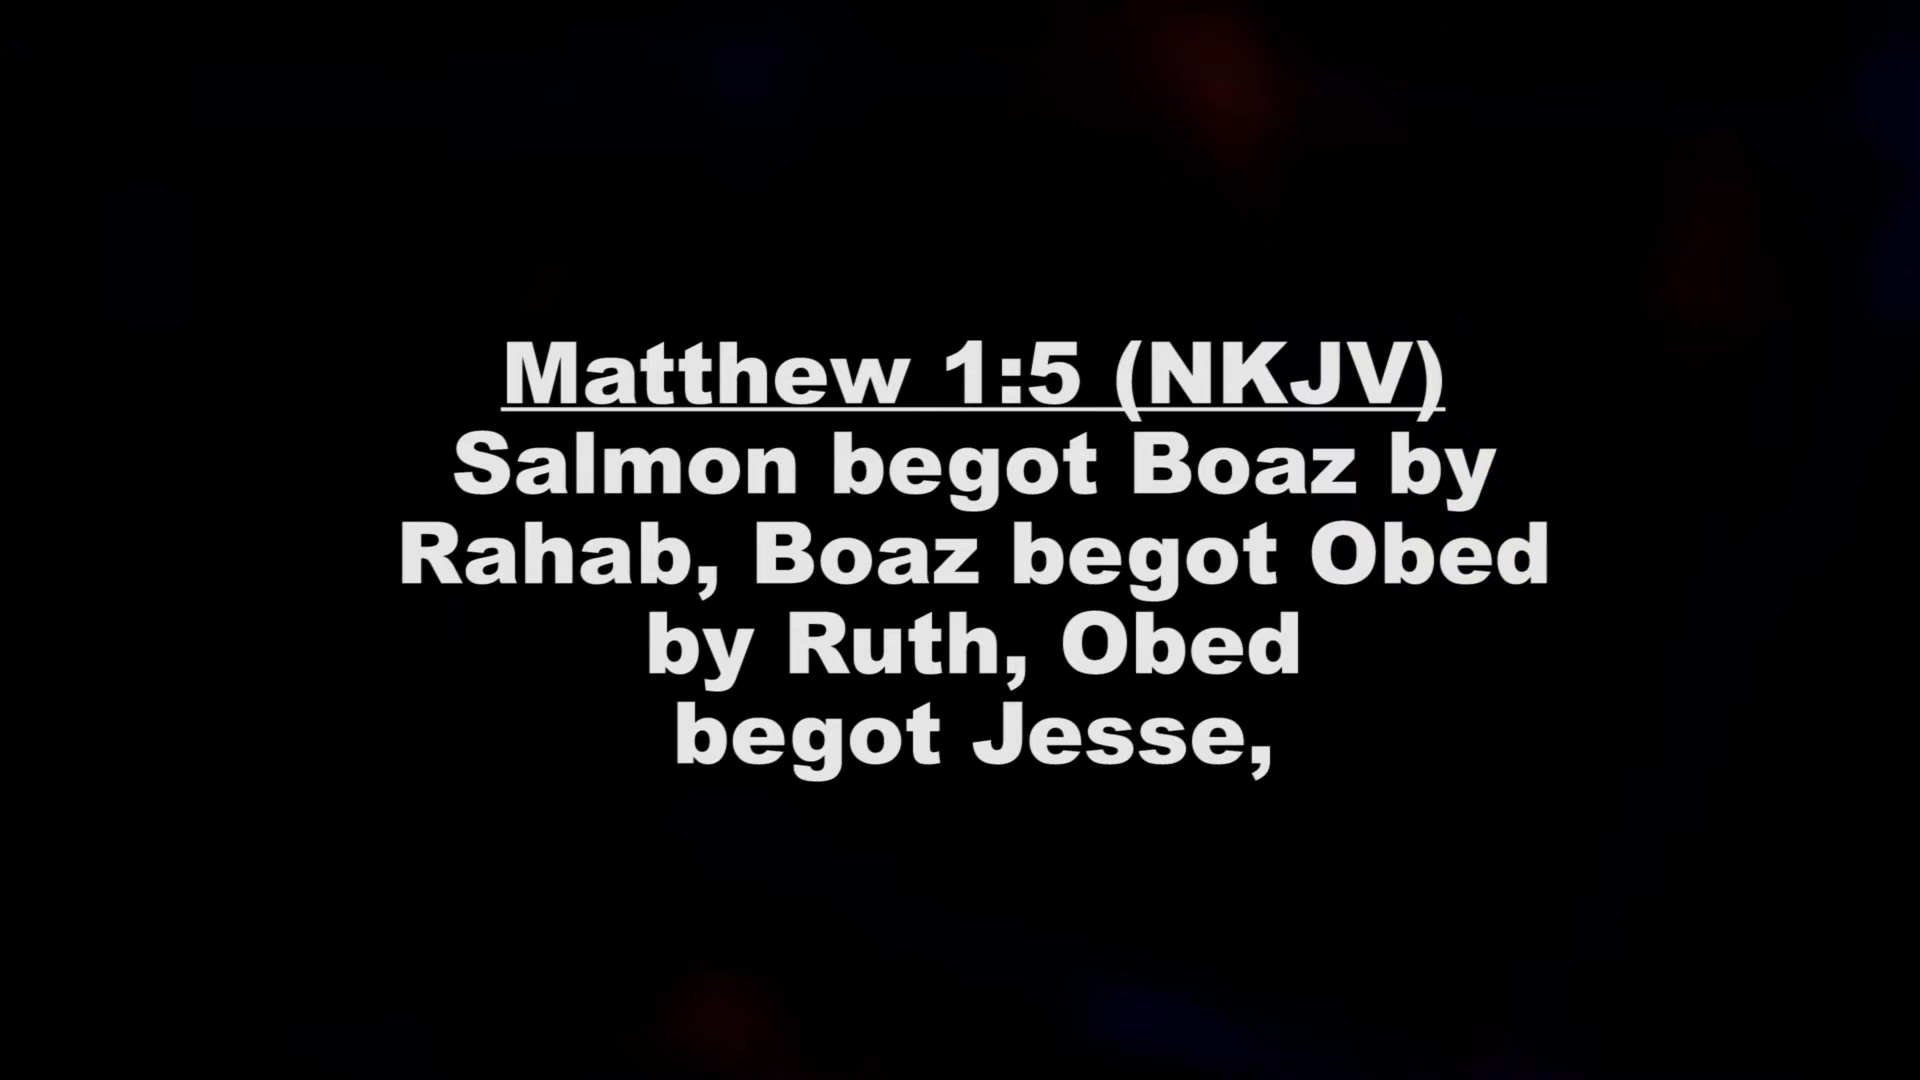 Matthew 1:5 (NKJV)
Salmon begot Boaz by
Rahab, Boaz begot Obed
by Ruth, Obed
begot Jesse,